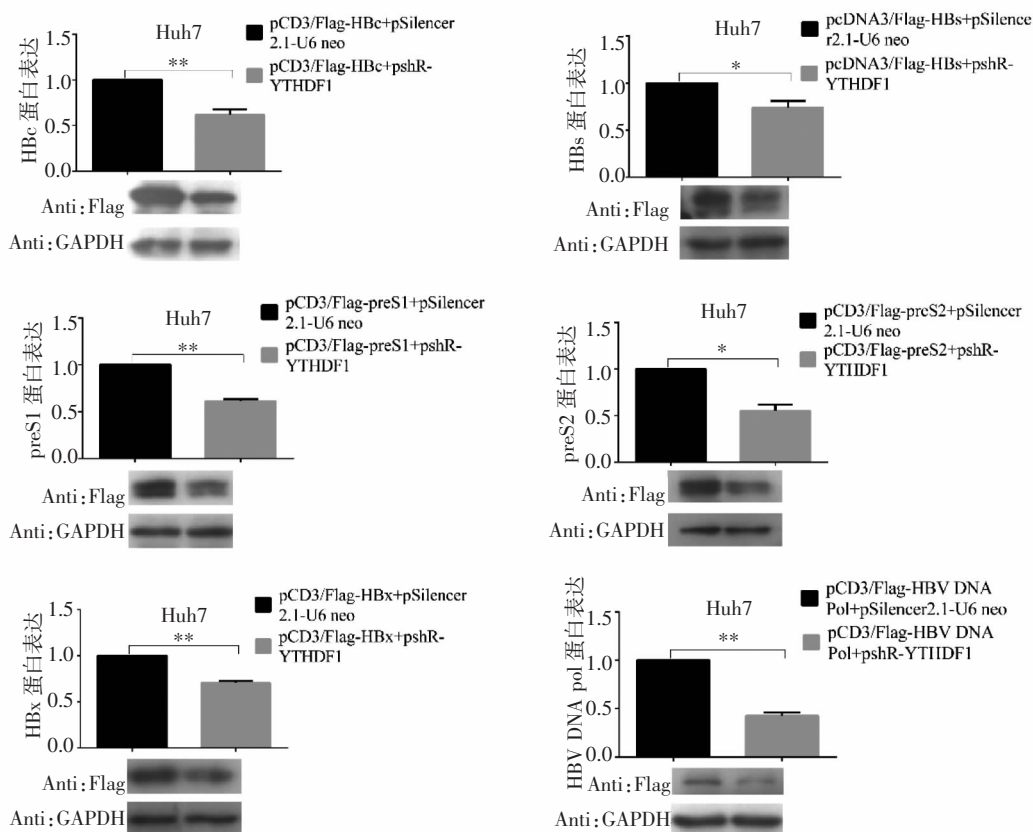 Huh7
pCD3/Flag-HBc+pSilencer
2.1-U6 neo
pCD3/Flag-HBc+pshR-
YTHDF1
1.5
1.0
0.5
0.0
**
HBc 蛋白表达
Anti:Flag
Anti:GAPDH
Huh7
pcDNA3/Flag-HBs+pSilence
r2.1-U6 neo
pcDNA3/Flag-HBs+pshR-
YTHDF1
1.5
1.0
0.5
0.0
*
HBs 蛋白表达
Anti:Flag
Anti:GAPDH
Huh7
pCD3/Flag-preS1+pSilencer
2.1-U6 neo
pCD3/Flag-preS1+pshR-
YTHDF1
1.5
1.0
0.5
0.0
**
preS1 蛋白表达
Anti:Flag
Anti:GAPDH
Huh7
pCD3/Flag-preS2+pSilencer
2.1-U6 neo
pCD3/Flag-preS2+pshR-
YTHDF1
1.5
1.0
0.5
0.0
*
preS2 蛋白表达
Anti:Flag
Anti:GAPDH
Huh7
pCD3/Flag-HBx+pSilencer
2.1-U6 neo
pCD3/Flag-HBx+pshR-
YTHDF1
1.5
1.0
0.5
0.0
**
HBx 蛋白表达
Anti:Flag
Anti:GAPDH
Huh7
pCD3/Flag-HBV DNA
Pol+pSilencer2.1-U6 neo
pCD3/Flag-HBV DNA
Pol+pshR-YTHDF1
1.5
1.0
0.5
0.0
**
HBV DNA pol 蛋白表达
Anti:Flag
Anti:GAPDH